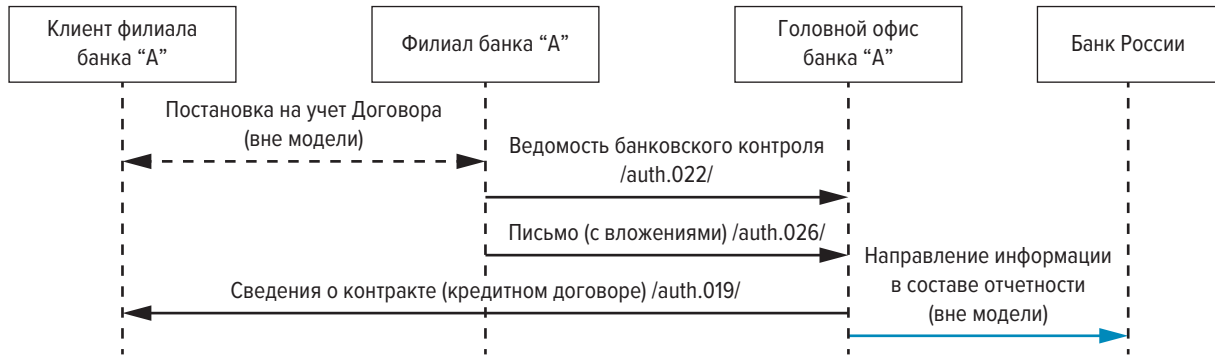 Клиент филиала
банка “А”
Филиал банка “А”
Головной офис
банка “А”
Банк России
Постановка на учет Договора
(вне модели)
Ведомость банковского контроля
/auth.022/
Письмо (с вложениями) /auth.026/
Направление информации
в составе отчетности
(вне модели)
Сведения о контракте (кредитном договоре) /auth.019/